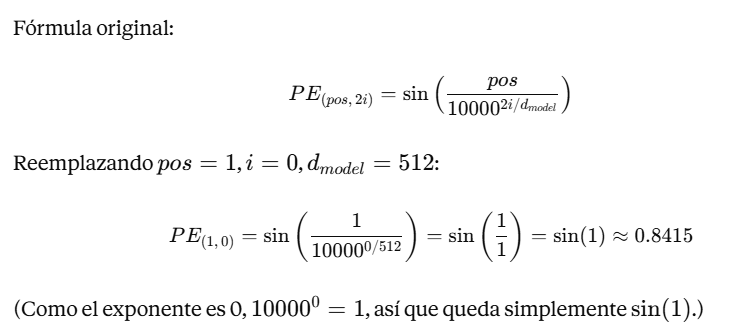 Fórmula original:
PE_{(pos, 2i)} = \sin\left(\frac{pos}{10000^{2i/d_{model}}}\right)
Reemplazando pos = 1, i = 0, d_{model} = 512:
PE_{(1,0)} = \sin\left(\frac{1}{10000^{0/512}}\right) = \sin\left(\frac{1}{1}\right) = \sin(1) ≈ 0.8415
(Como el exponente es 0, 10000^0 = 1, así que queda simplemente sin(1).)